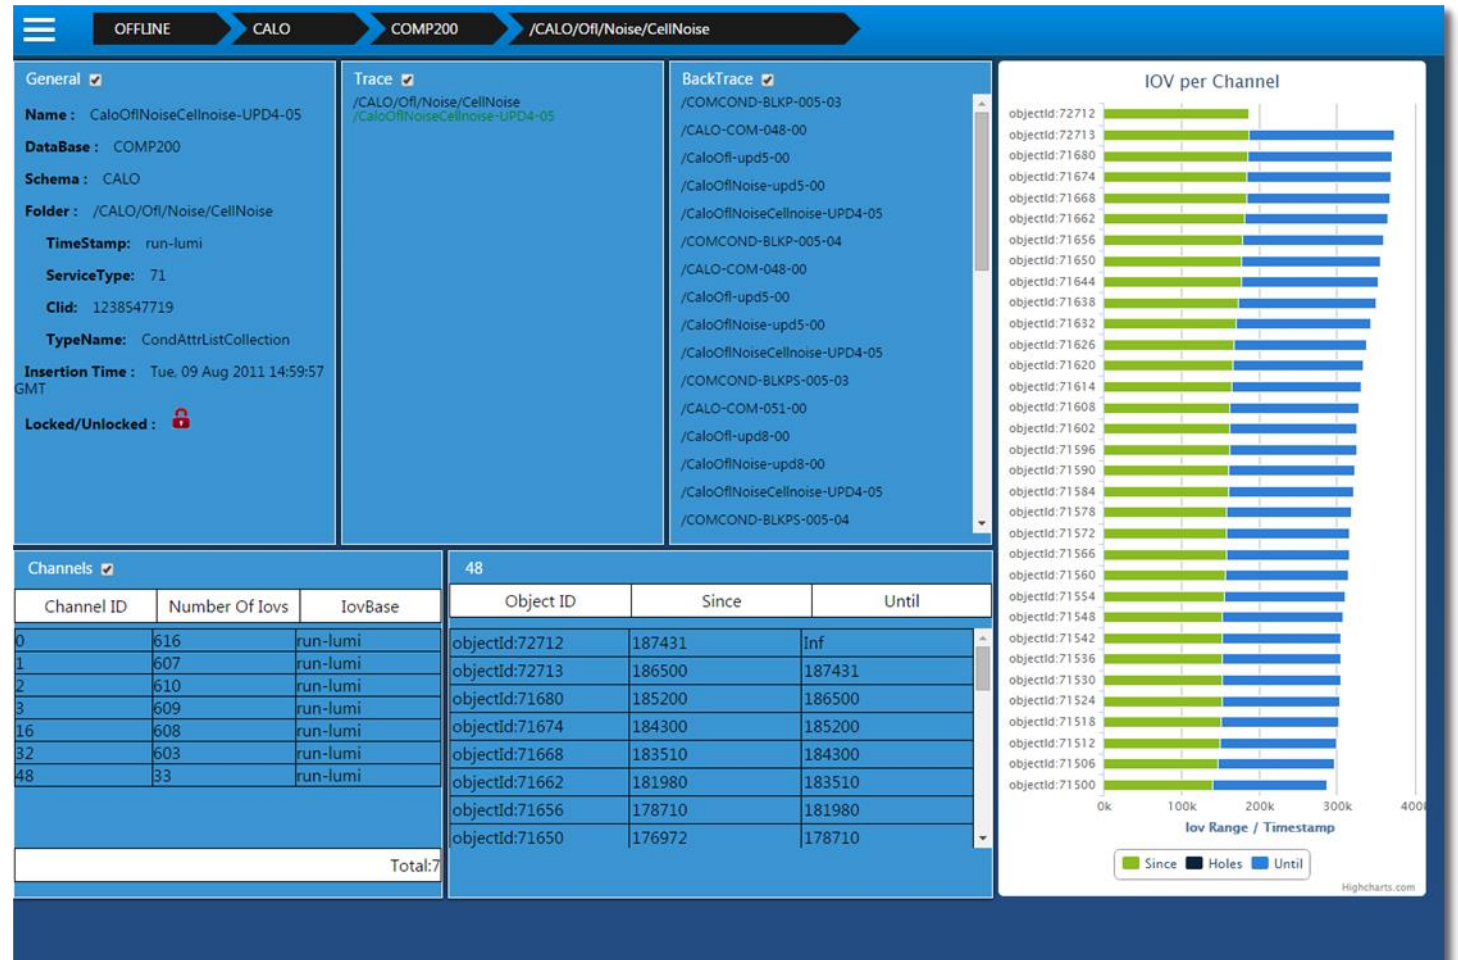 OFFLINE CALO COMP200 /CALO/Ofl/Noise/CellNoise
General
Name : CaloOflNoiseCellnoise-UPD4-05
DataBase : COMP200
Schema : CALO
Folder : /CALO/Ofl/Noise/CellNoise
TimeStamp: run-lumi
ServiceType: 71
Clid: 1238547719
TypeName: CondAttrListCollection
Insertion Time : Tue, 09 Aug 2011 14:59:57
GMT
Locked/Unlocked :
Trace
/CALO/Ofl/Noise/CellNoise
/CaloOflNoiseCellnoise-UPD4-05
BackTrace
/COMCOND-BLKP-005-03
/CALO-COM-048-00
/CaloOfl-upd5-00
/CaloOflNoise-upd5-00
/CaloOflNoiseCellnoise-UPD4-05
/COMCOND-BLKP-005-04
/CALO-COM-048-00
/CaloOfl-upd5-00
/CaloOflNoise-upd5-00
/CaloOflNoiseCellnoise-UPD4-05
/COMCOND-BLKPS-005-03
/CALO-COM-051-00
/CaloOfl-upd8-00
/CaloOflNoise-upd8-00
/CaloOflNoiseCellnoise-UPD4-05
/COMCOND-BLKPS-005-04
Channels
Channel ID Number Of Iovs IovBase
0 616 run-lumi
1 607 run-lumi
2 610 run-lumi
3 609 run-lumi
16 608 run-lumi
32 603 run-lumi
48 33 run-lumi
Total:7
48
Object ID Since Until
objectId:72712 187431 Inf
objectId:72713 186500 187431
objectId:71680 185200 186500
objectId:71674 184300 185200
objectId:71668 183510 184300
objectId:71662 181980 183510
objectId:71656 178710 181980
objectId:71650 176972 178710
IOV per Channel
objectId:72712
objectId:72713
objectId:71680
objectId:71674
objectId:71668
objectId:71662
objectId:71656
objectId:71650
objectId:71644
objectId:71638
objectId:71632
objectId:71626
objectId:71620
objectId:71614
objectId:71608
objectId:71602
objectId:71596
objectId:71590
objectId:71584
objectId:71578
objectId:71572
objectId:71566
objectId:71560
objectId:71554
objectId:71548
objectId:71542
objectId:71536
objectId:71530
objectId:71524
objectId:71518
objectId:71512
objectId:71506
objectId:71500
0k 100k 200k 300k
Iov Range / Timestamp
Since Holes Until
Highcharts.com